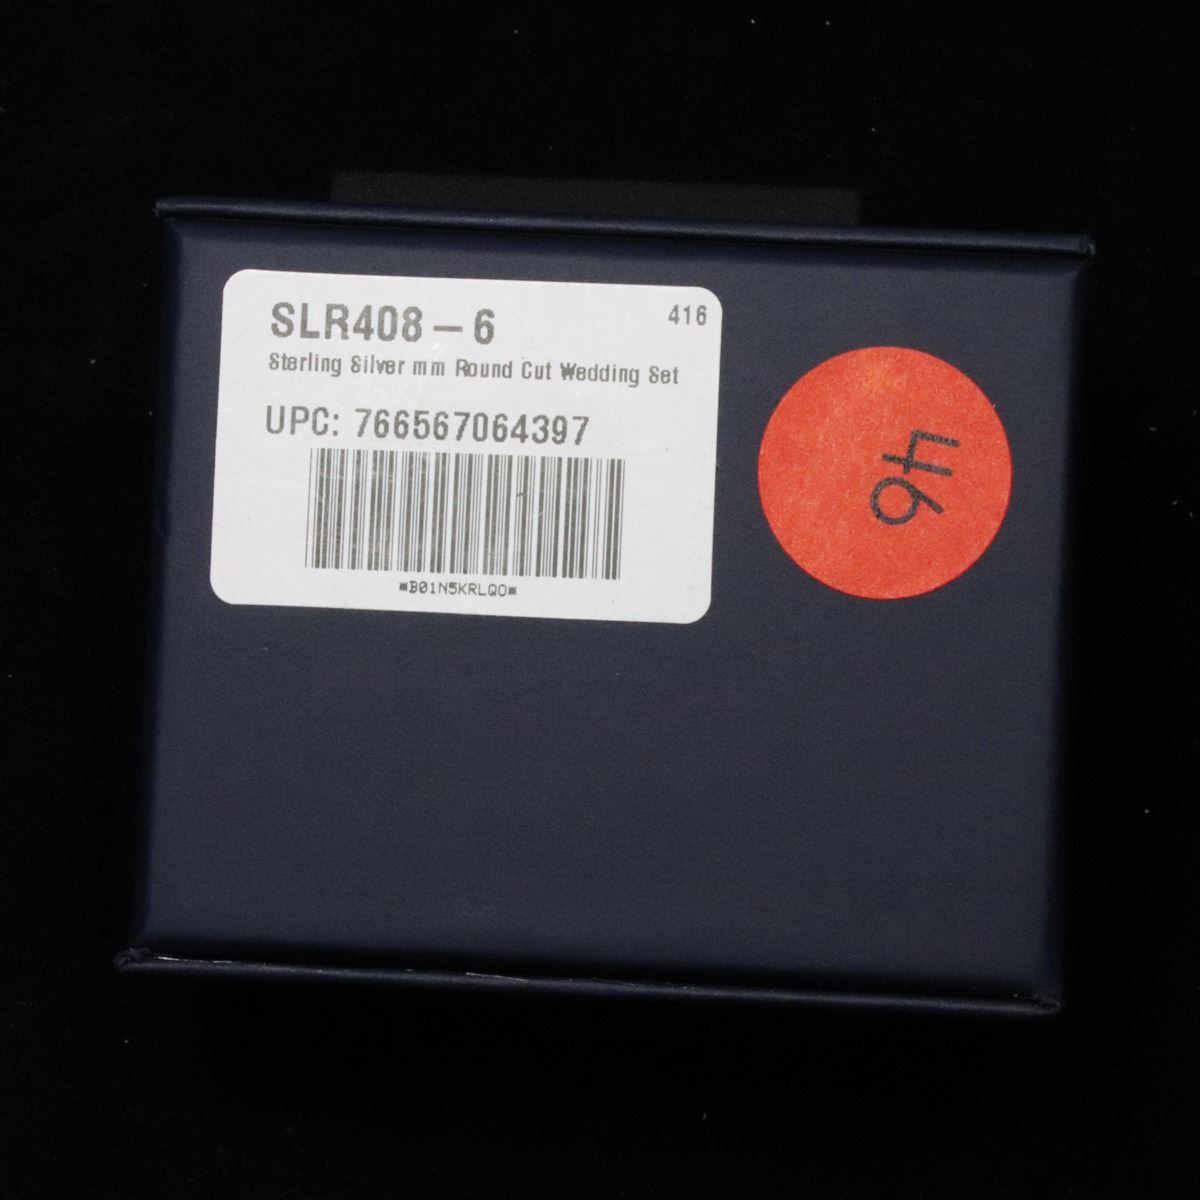 SLR408-6
416
Sterling Silver mm Round Cut Wedding Set
UPC: 766567064397
*B01N5KRLQO*
46